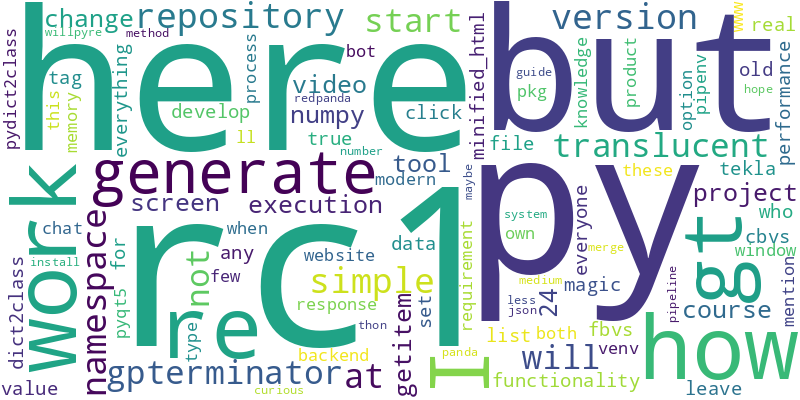 here
but
rc1
py
how
generate
work
gt
re
I
repository
version
start
change
willpyre
method
bot
process
tag
this
memory
everything
pydict2class
develop
video
redpanda
numpy
click
ll
true
number
minified_html
guide
pkg
knowledge
product
option
pipenv
www
real
old
performance
file
translucent
tool
modern
execution
screen
simple
namespace
not
for
pyqt5
chat
when
any
website
data
few
response
set
getitem
requirement
maybe
these
tekla
project
who
cbvs
window
mention
course
everyone
own
system
merge
magic
24
less
json
medium
both
list
fbvs
will
venv
functionality
pipeline
leave
dict2class
install
type
backend
curious
thon
panda
hope
gpterminator
at
value